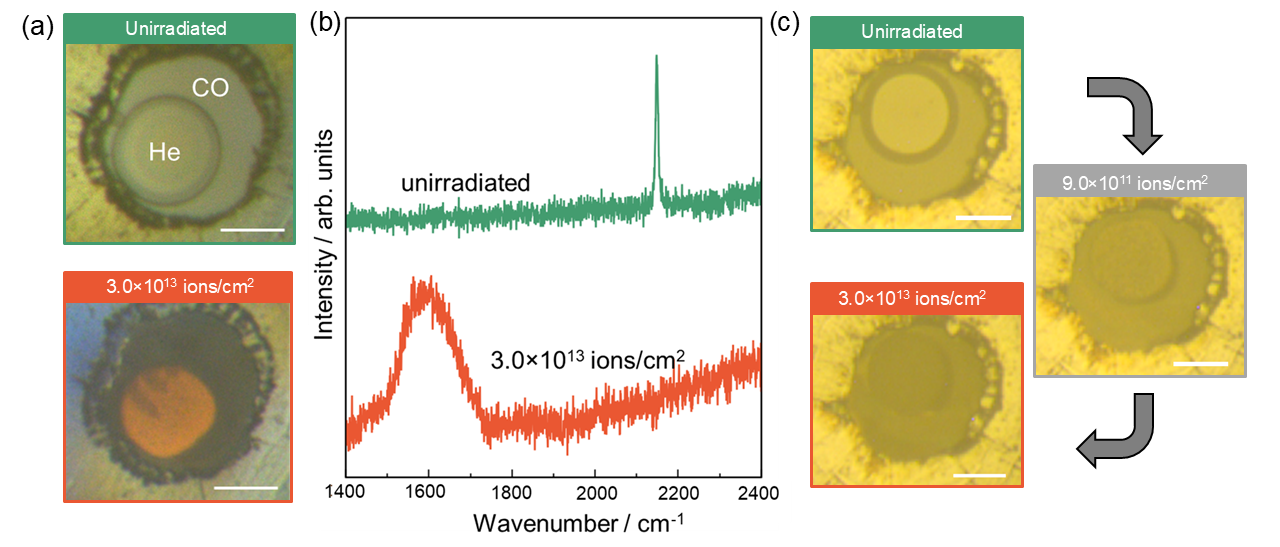 (a)
Unirradiated
CO
He
3.0×10¹³ ions/cm²
(b)
Intensity / arb. units
unirradiated
3.0×10¹³ ions/cm²
1400 1600 1800 2000 2200 2400
Wavenumber / cm⁻¹
(c)
Unirradiated
9.0×10¹¹ ions/cm²
3.0×10¹³ ions/cm²